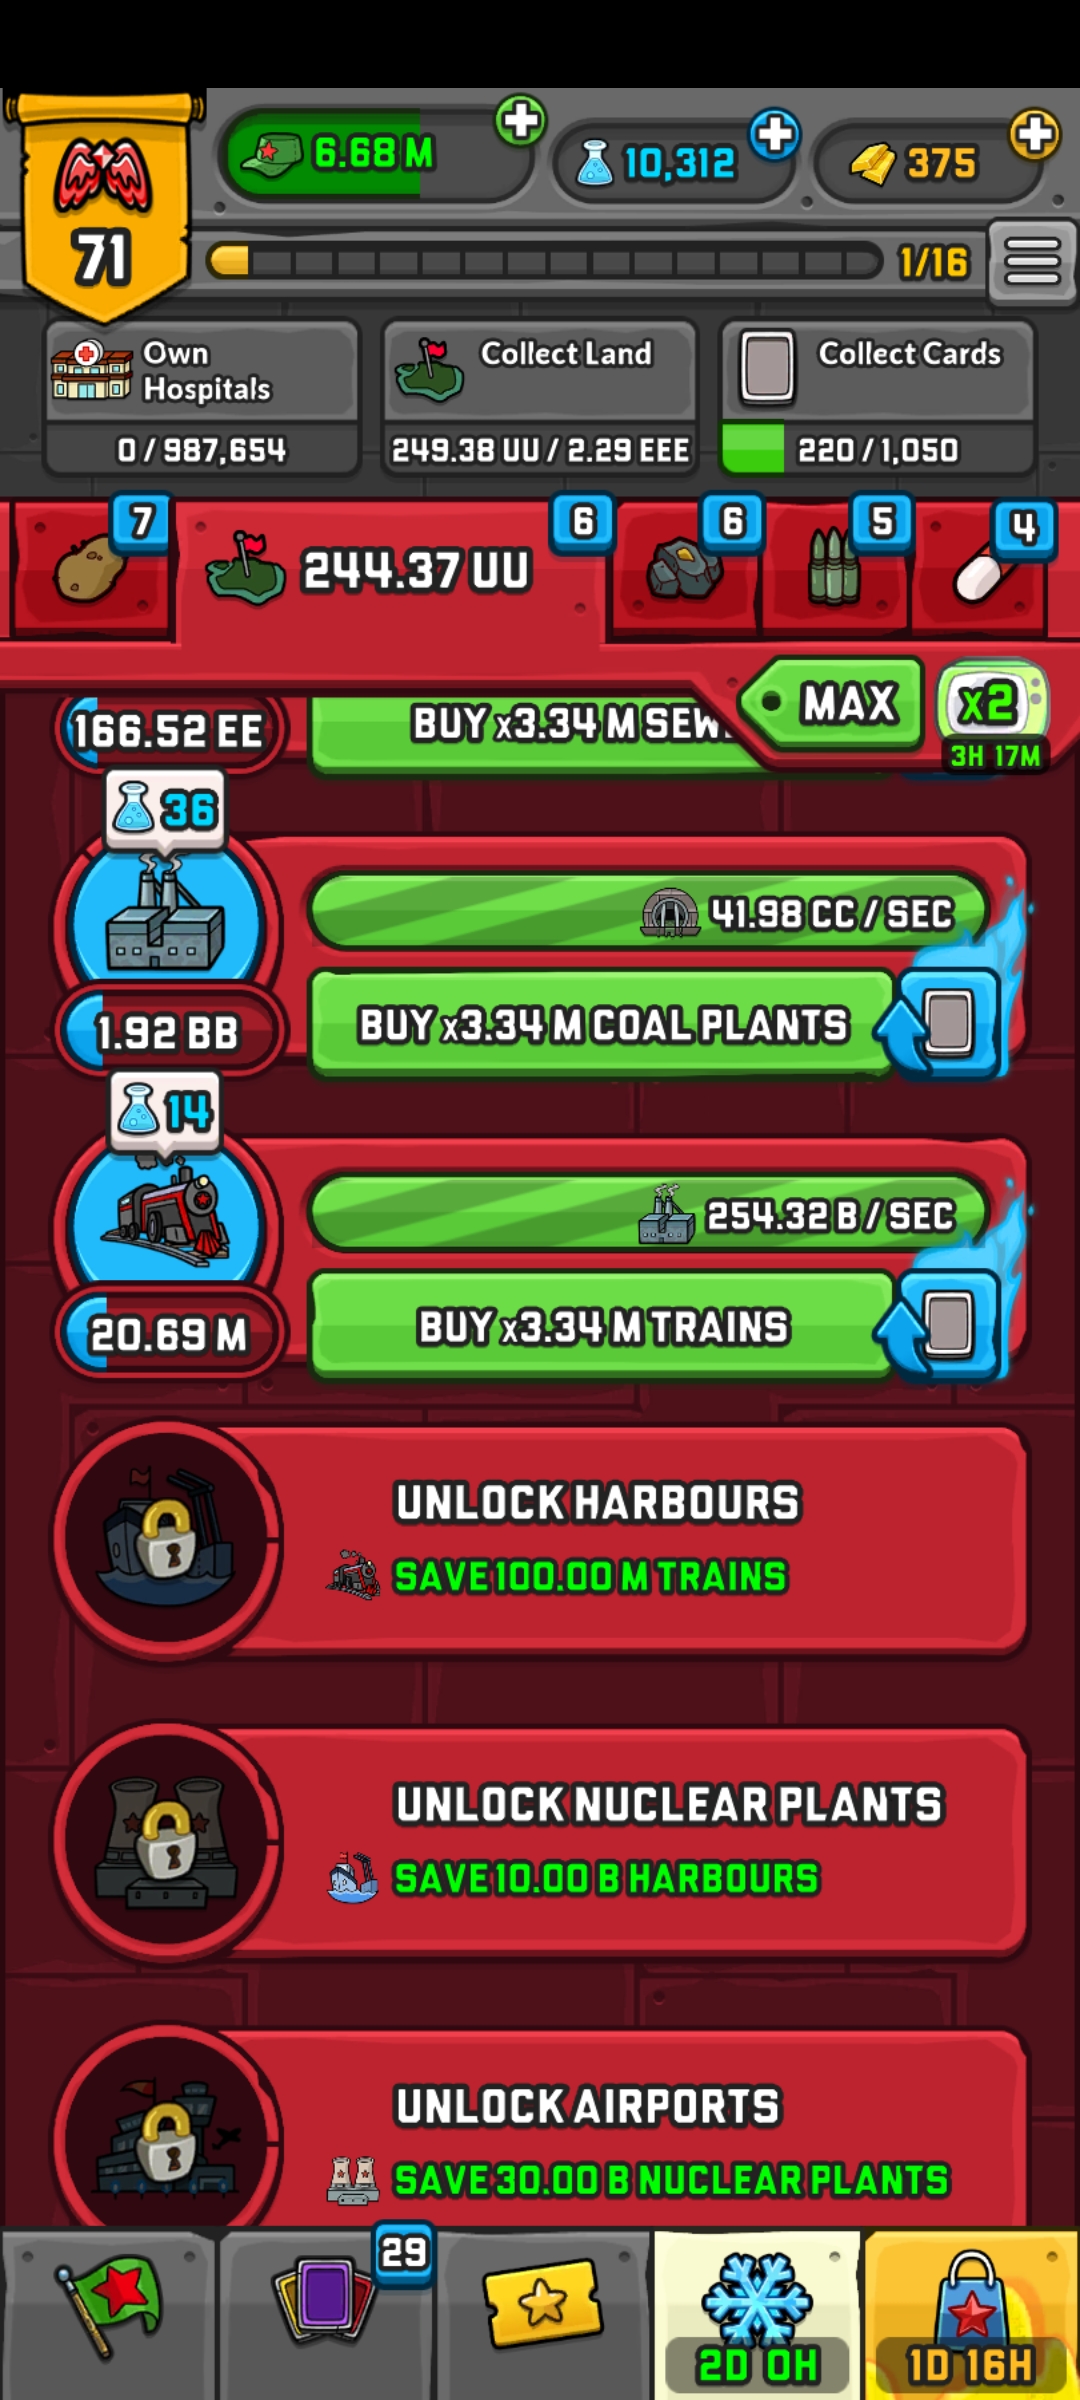 6.68 M
10,312
375
71
1/16
Own
Hospitals
0 / 987,654
Collect Land
249.38 UU / 2.29 EEE
Collect Cards
220 / 1,050
7
244.37 UU
6
6
5
4
MAX
x2
3H 17M
166.52 EE
BUY x3.34 M
36
41.98 CC / SEC
1.92 BB
BUY x3.34 M COAL PLANTS
14
254.32 B / SEC
20.69 M
BUY x3.34 M TRAINS
UNLOCK HARBOURS
SAVE 100.00 M TRAINS
UNLOCK NUCLEAR PLANTS
SAVE 10.00 B HARBOURS
UNLOCK AIRPORTS
SAVE 30.00 B NUCLEAR PLANTS
29
2D 0H
1D 16H